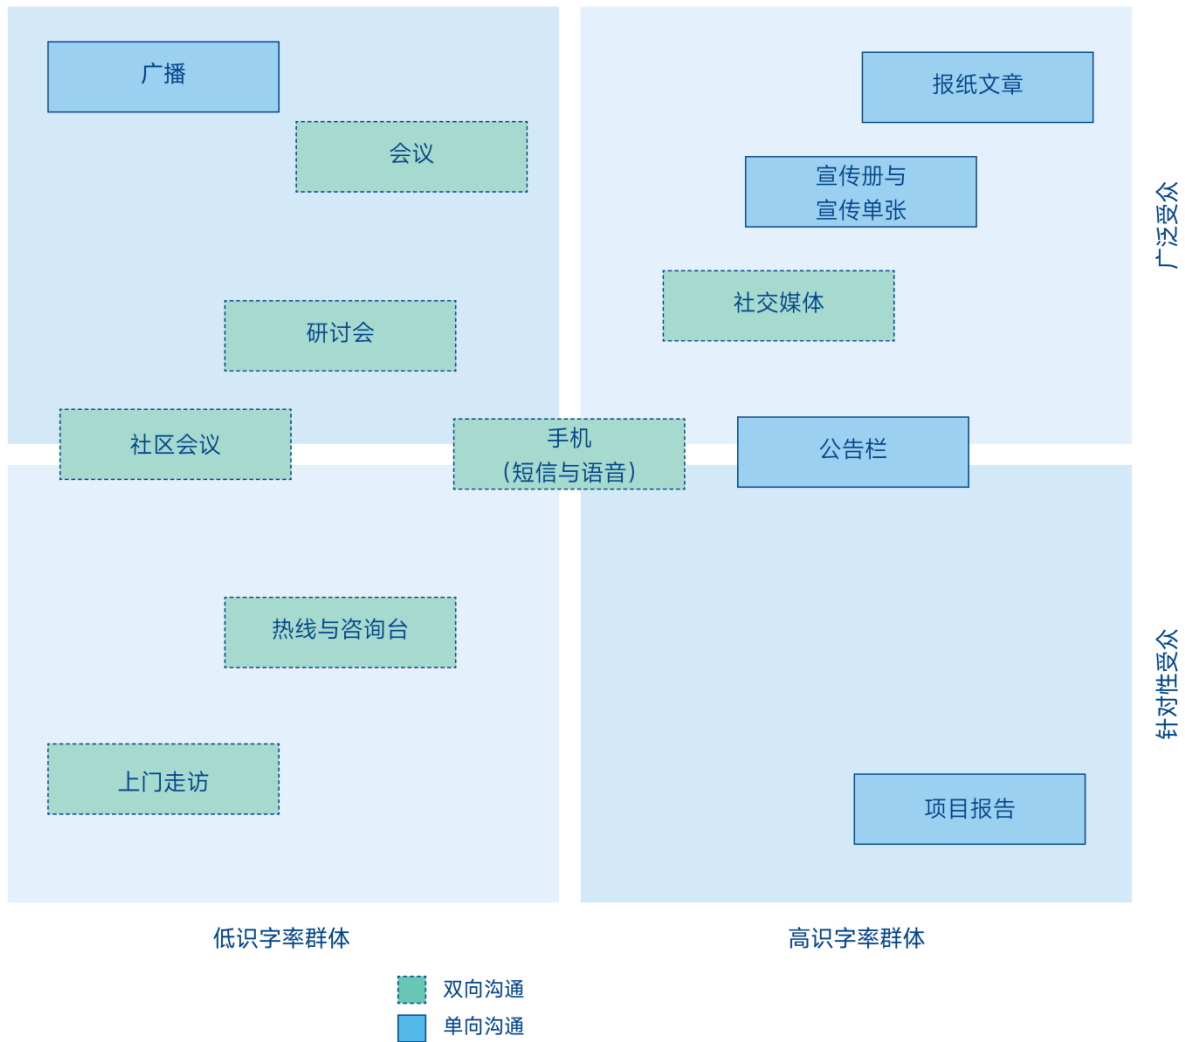 广播
报纸文章
会议
宣传册与
宣传单张
社交媒体
研讨会
广泛受众
社区会议
手机
（短信与语音）
公告栏
热线与咨询台
上门走访
项目报告
针对性受众
低识字率群体
高识字率群体
双向沟通
单向沟通